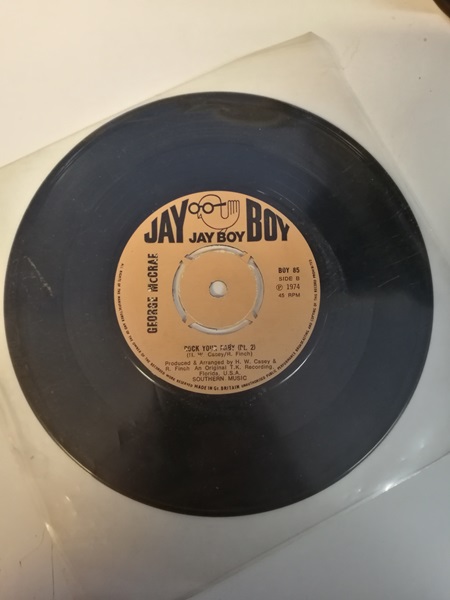 JAY BOY
JAY BOY
GEORGE McCRAE
BOY 85
SIDE B
Ⓟ 1974
45 RPM
ROCK YOUR BABY (Pt. 2)
(H. W. Casey/R. Finch)
Produced & Arranged by H. W. Casey &
R. Finch An Original T.K. Recording,
Florida, U.S.A.
SOUTHERN MUSIC
MADE IN Gt. BRITAIN